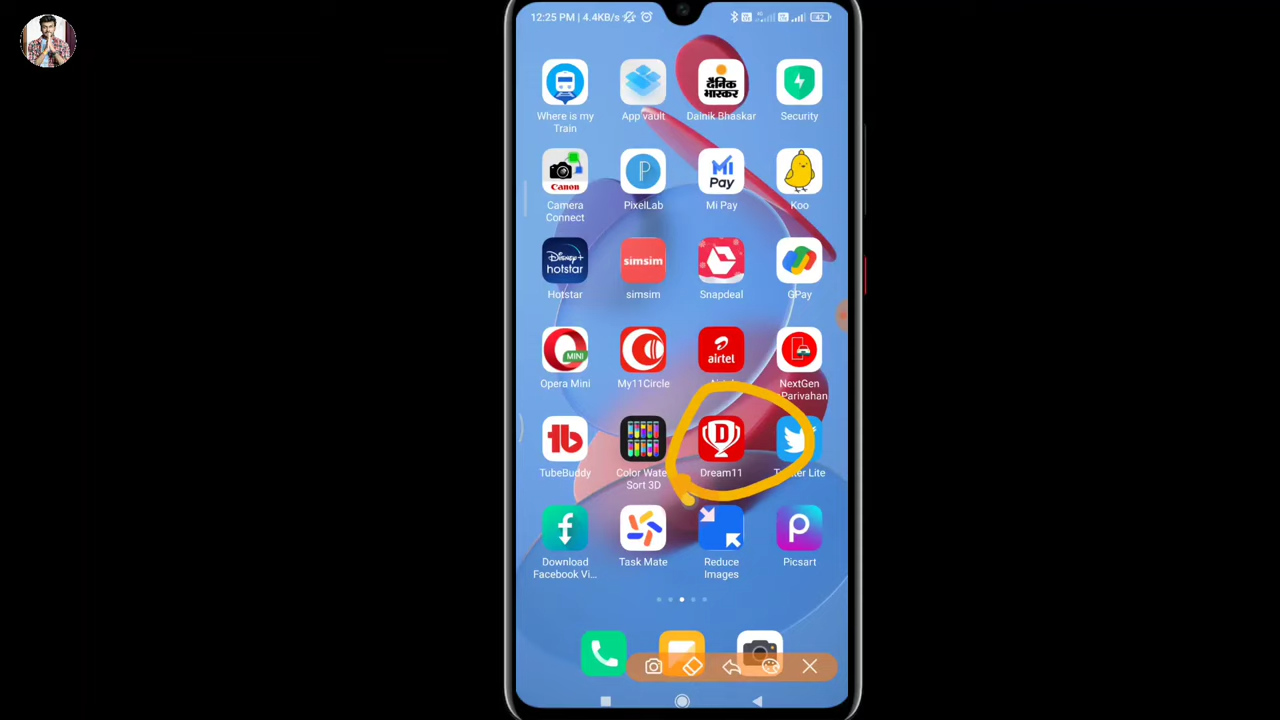 12:25 PM | 4.4KB/s
42
दैनिक
भास्कर
Where is my
Train
App vault
Dainik Bhaskar
Security
Canon
P
Mi
Pay
Camera
Connect
PixelLab
Mi Pay
Koo
Disney+
hotstar
simsim
Hotstar
simsim
Snapdeal
GPay
MINI
airtel
Opera Mini
My11Circle
NextGen
Parivahan
tb
D
TubeBuddy
Color Wate
Sort 3D
Dream11
Lite
f
P
Download
Facebook Vi...
Task Mate
Reduce
Images
Picsart